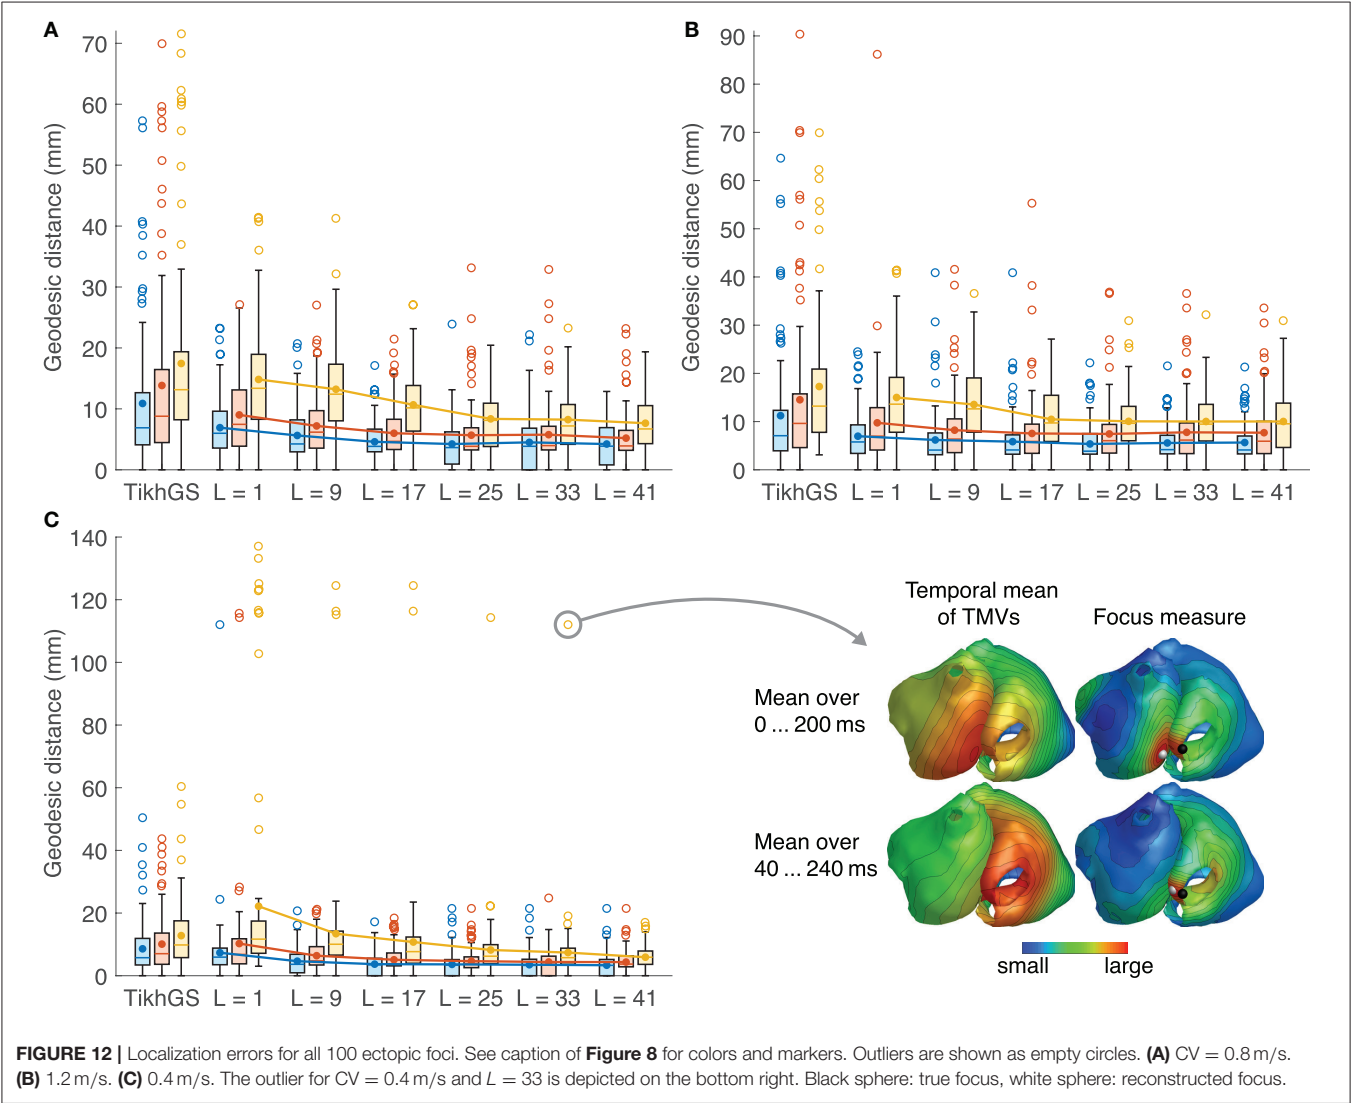 A
70
60
50
40
30
20
10
0
Geodesic distance (mm)
TikhGS L = 1 L = 9 L = 17 L = 25 L = 33 L = 41
B
90
80
70
60
50
40
30
20
10
0
Geodesic distance (mm)
TikhGS L = 1 L = 9 L = 17 L = 25 L = 33 L = 41
C
140
120
100
80
60
40
20
0
Geodesic distance (mm)
TikhGS L = 1 L = 9 L = 17 L = 25 L = 33 L = 41
Temporal mean
of TMVs
Focus measure
Mean over
0 ... 200 ms
Mean over
40 ... 240 ms
small large
FIGURE 12 | Localization errors for all 100 ectopic foci. See caption of Figure 8 for colors and markers. Outliers are shown as empty circles. (A) CV = 0.8 m/s.
(B) 1.2 m/s. (C) 0.4 m/s. The outlier for CV = 0.4 m/s and L = 33 is depicted on the bottom right. Black sphere: true focus, white sphere: reconstructed focus.